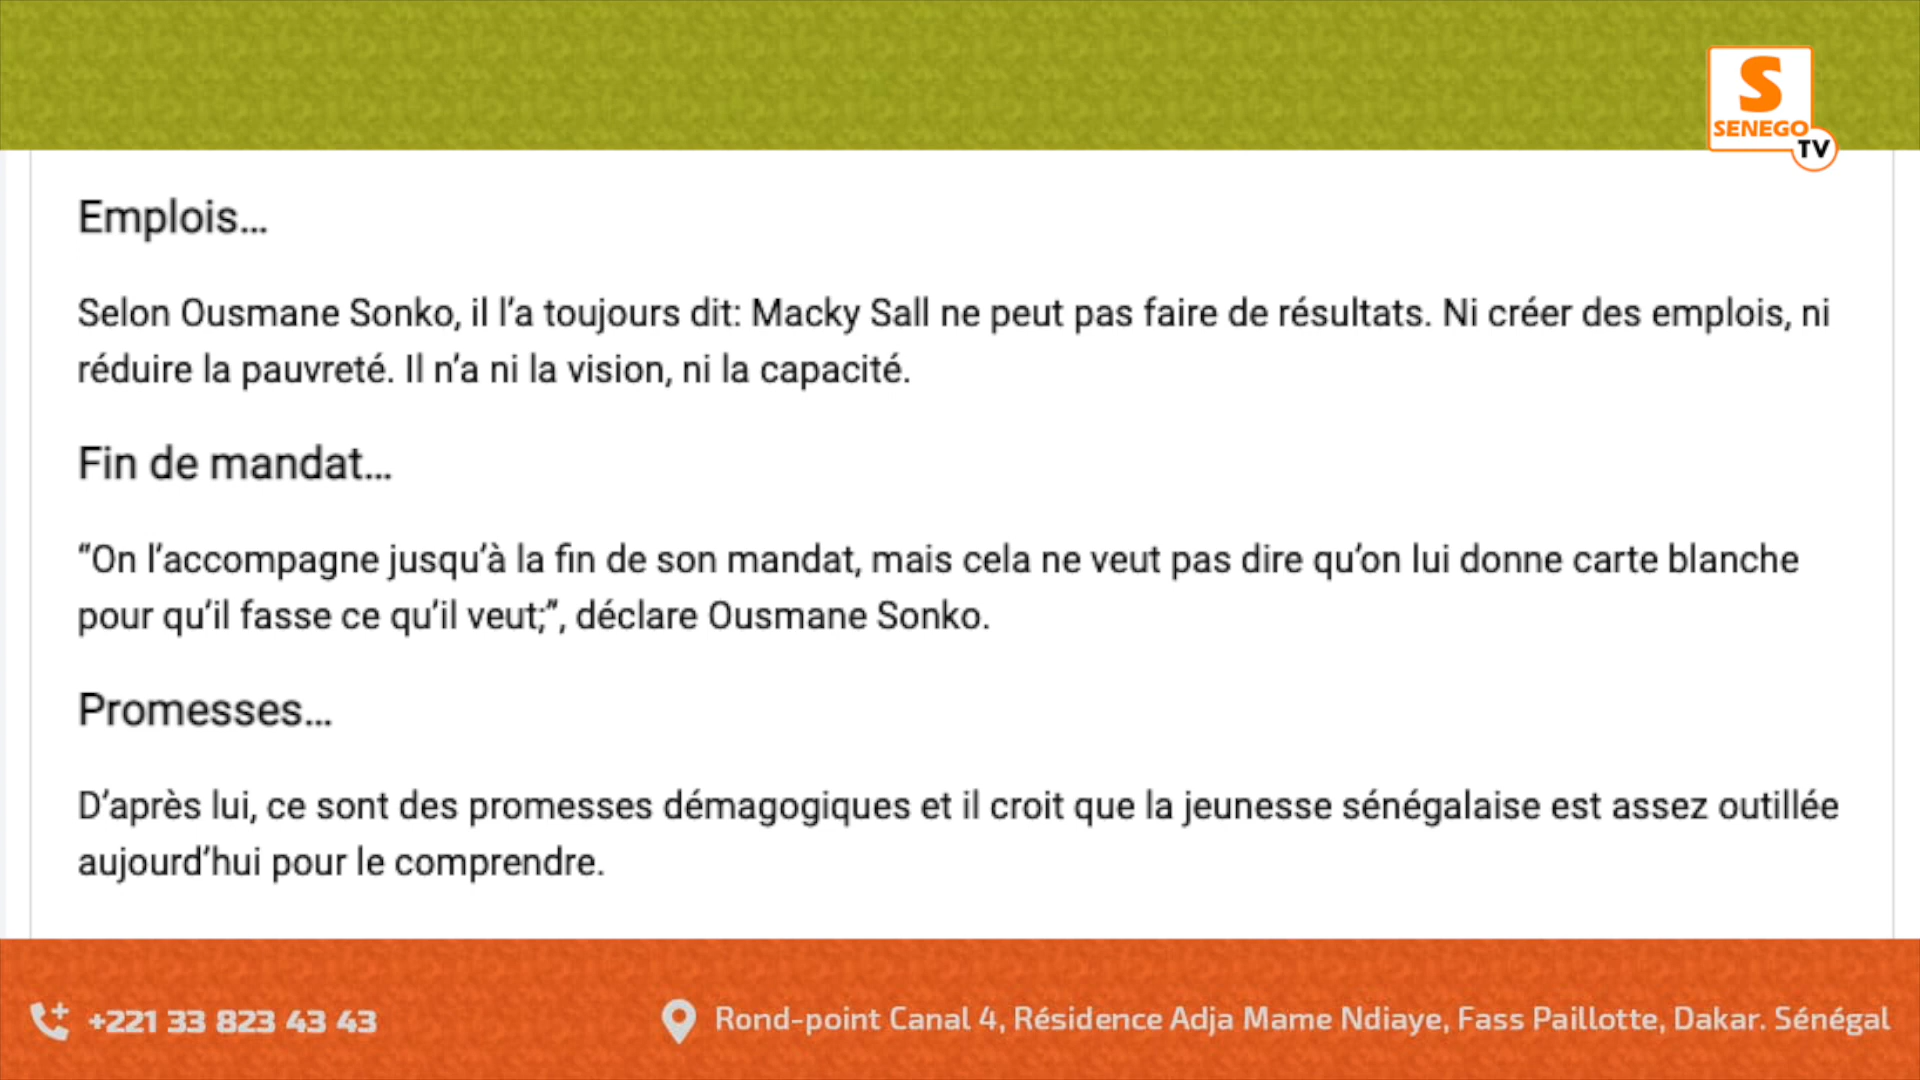 S
SENEGO
TV
Emplois...
Selon Ousmane Sonko, il l’a toujours dit: Macky Sall ne peut pas faire de résultats. Ni créer des emplois, ni
réduire la pauvreté. Il n’a ni la vision, ni la capacité.
Fin de mandat...
“On l’accompagne jusqu’à la fin de son mandat, mais cela ne veut pas dire qu’on lui donne carte blanche
pour qu’il fasse ce qu’il veut;”, déclare Ousmane Sonko.
Promesses...
D’après lui, ce sont des promesses démagogiques et il croit que la jeunesse sénégalaise est assez outillée
aujourd’hui pour le comprendre.
+221 33 823 43 43
Rond-point Canal 4, Résidence Adja Mame Ndiaye, Fass Paillotte, Dakar. Sénégal